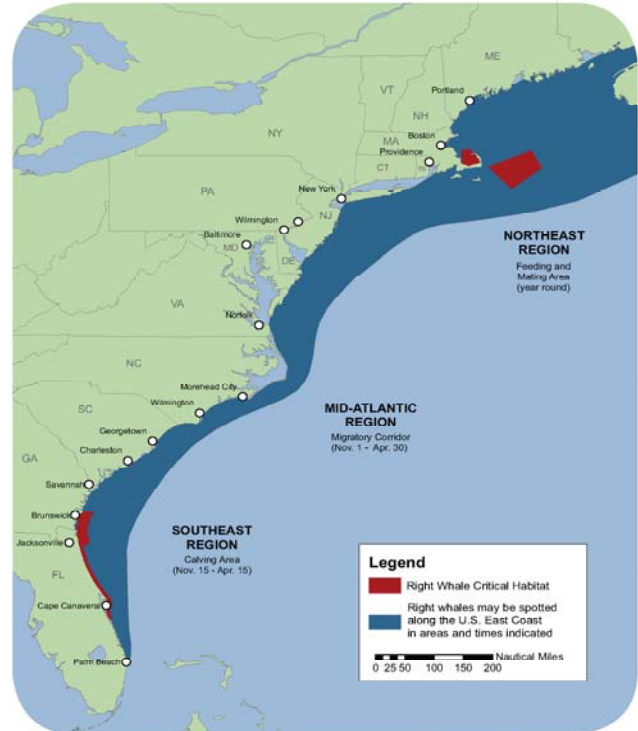 ME
VT
Portland
NH
NY
MA
Boston
Providence
CT
RI
PA
New York
Wilmington
NJ
Baltimore
MD
DE
NORTHEAST
REGION
Feeding and
Mating Area
(year round)
VA
Norfolk
NC
Morehead City
Wilmington
MID-ATLANTIC
REGION
Migratory Corridor
(Nov. 1 - Apr. 30)
SC
Georgetown
Charleston
GA
Savannah
Brunswick
Jacksonville
SOUTHEAST
REGION
Calving Area
(Nov. 15 - Apr. 15)
FL
Cape Canaveral
Palm Beach
Legend
Right Whale Critical Habitat
Right whales may be spotted
along the U.S. East Coast
in areas and times indicated
Nautical Miles
0 25 50 100 150 200